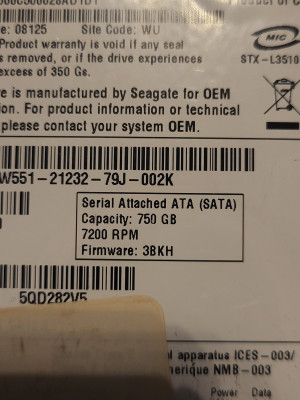 e: 08125 Site Code: WU
Product warranty is void if any seal
s removed, or if the drive experiences
excess of 350 Gs.
MIC
STX-L3510
e is manufactured by Seagate for OEM
ion. For product information or technical
please contact your system OEM.
W551-21232-79J-002K
Serial Attached ATA (SATA)
Capacity: 750 GB
7200 RPM
Firmware: 3BKH
5QD282V5
al apparatus ICES-003/
nerique NMB-003
Power Data